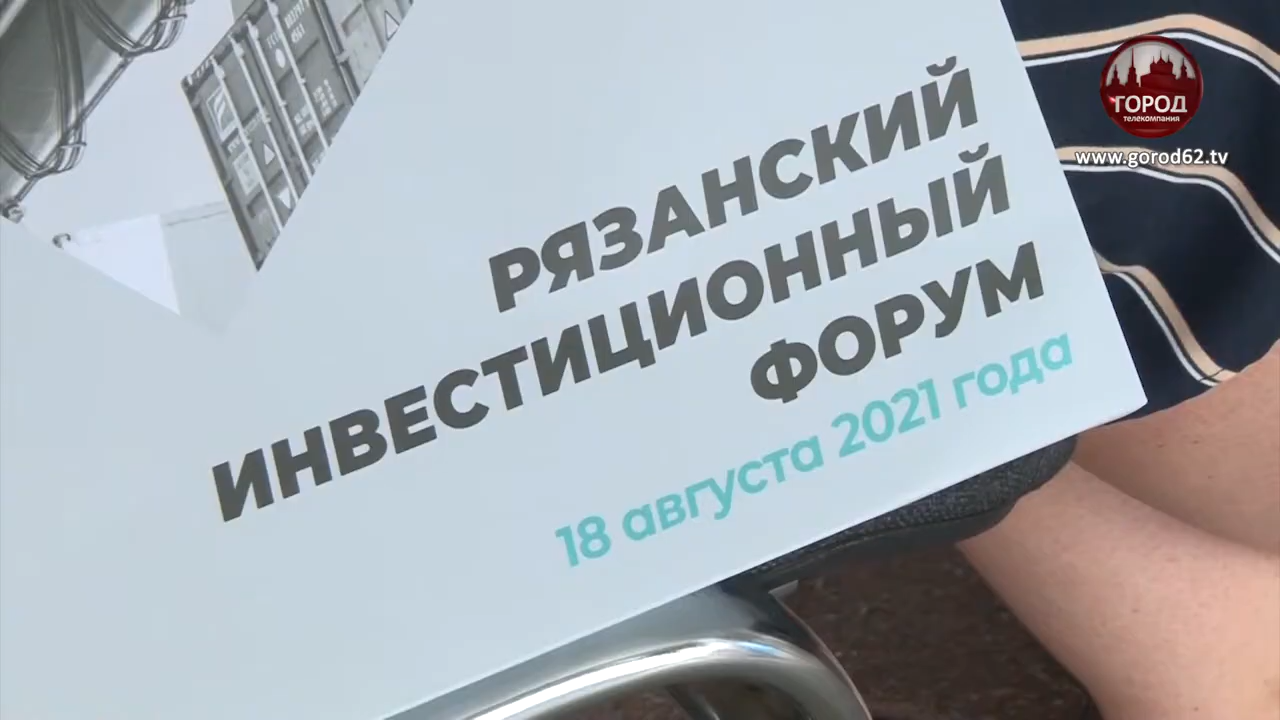 РЯЗАНСКИЙ
ИНВЕСТИЦИОННЫЙ
ФОРУМ
18 августа 2021 года
ГОРОД
телекомпания
www.gorod62.tv